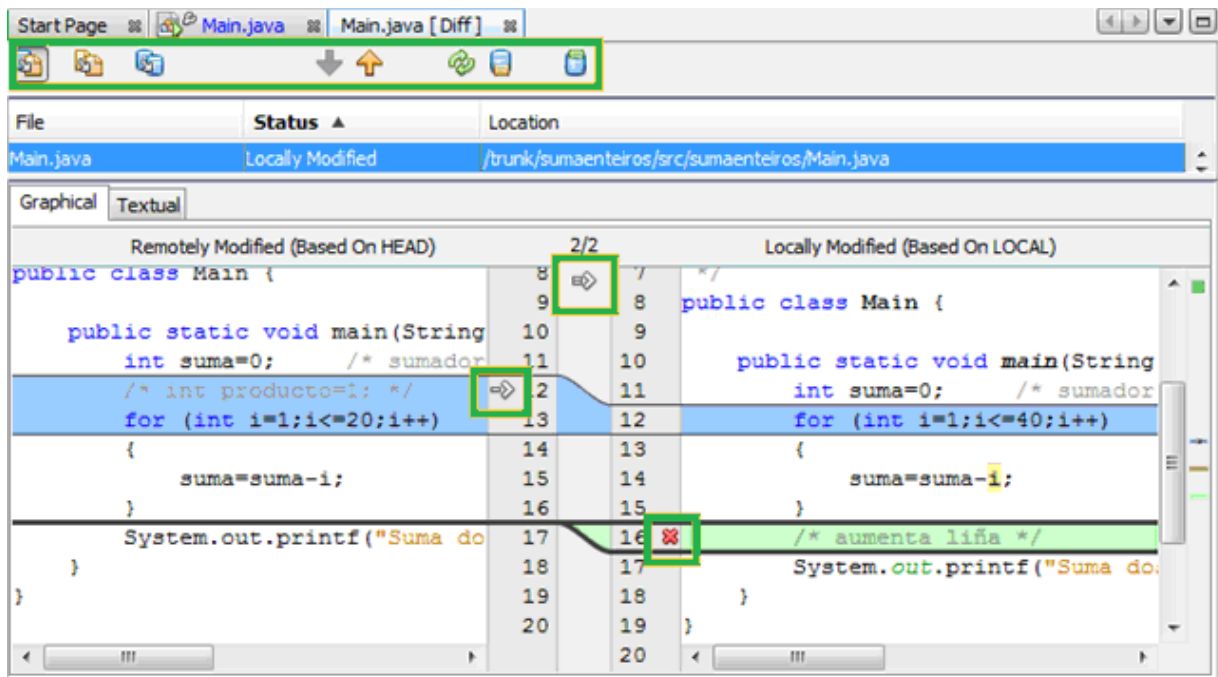 Start Page Main.java Main.java [ Diff ]
File Status ▲ Location
Main.java Locally Modified /trunk/sumaenteiros/src/sumaenteiros/Main.java
Graphical Textual
Remotely Modified (Based On HEAD) 2/2 Locally Modified (Based On LOCAL)
public class Main { 8
9
public static void main(String 10
int suma=0; /* sumador 11
/* int producto=1; */ 12
for (int i=1;i<=20;i++) 13
{ 14
suma=suma-i; 15
} 16
System.out.printf("Suma do 17
} 18
} 19
20
7 */
8 public class Main {
9
10 public static void main(String
11 int suma=0; /* sumador
12 for (int i=1;i<=40;i++)
13 {
14 suma=suma-i;
15 }
16 /* aumenta liña */
17 System.out.printf("Suma do
18 }
19 }
20